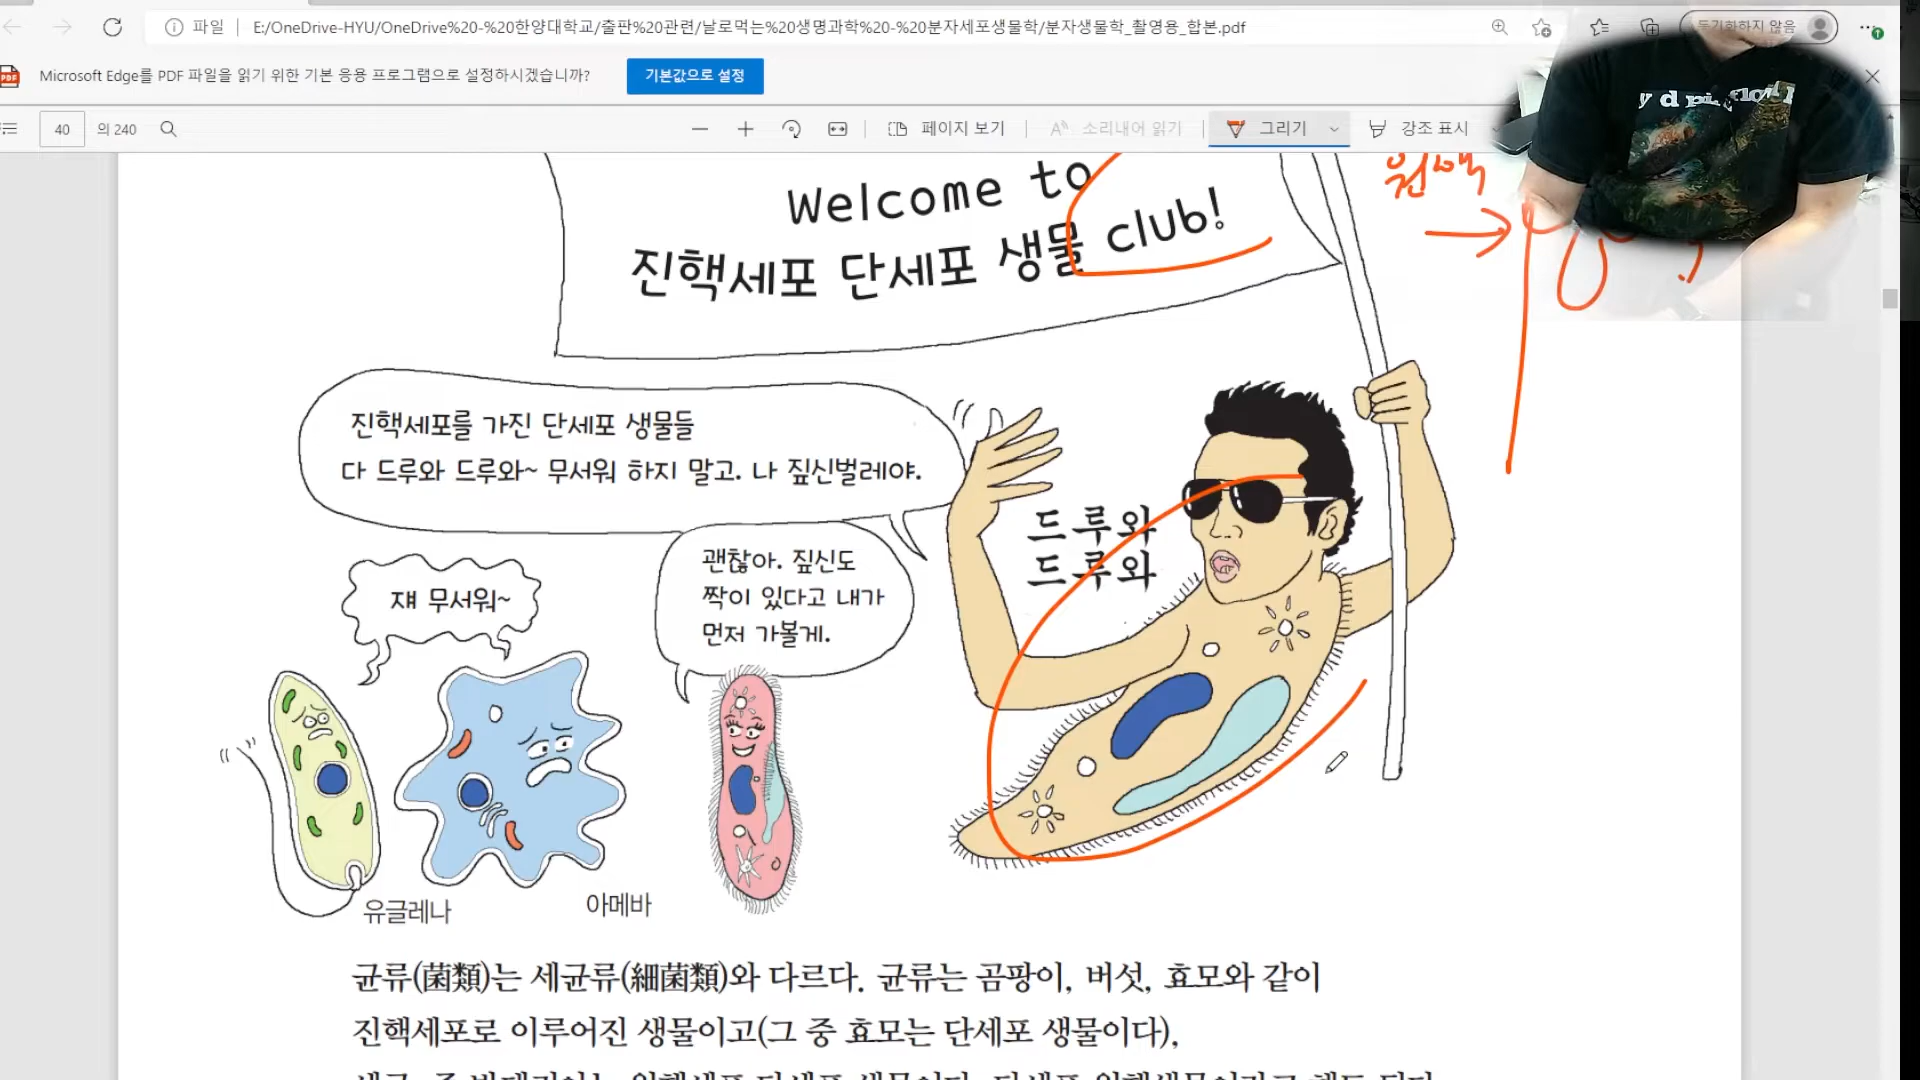 파일
E:/OneDrive-HYU/OneDrive%20-%20한양대학교/출판%20관련/날로먹는%20생명과학%20-%20분자세포생물학/분자생물학_촬영용_합본.pdf
동기화하지 않음
PDF
Microsoft Edge를 PDF 파일을 읽기 위한 기본 응용 프로그램으로 설정하시겠습니까?
기본값으로 설정
40 의 240
페이지 보기
소리내어 읽기
그리기
강조 표시
Welcome to
진핵세포 단세포 생물 club!
진핵세포를 가진 단세포 생물들
다 드루와 드루와~ 무서워 하지 말고. 나 짚신벌레야.
드루와
드루와
괜찮아. 짚신도
짝이 있다고 내가
먼저 가볼게.
쟤 무서워~
유글레나
아메바
균류(菌類)는 세균류(細菌類)와 다르다. 균류는 곰팡이, 버섯, 효모와 같이
진핵세포로 이루어진 생물이고(그 중 효모는 단세포 생물이다),